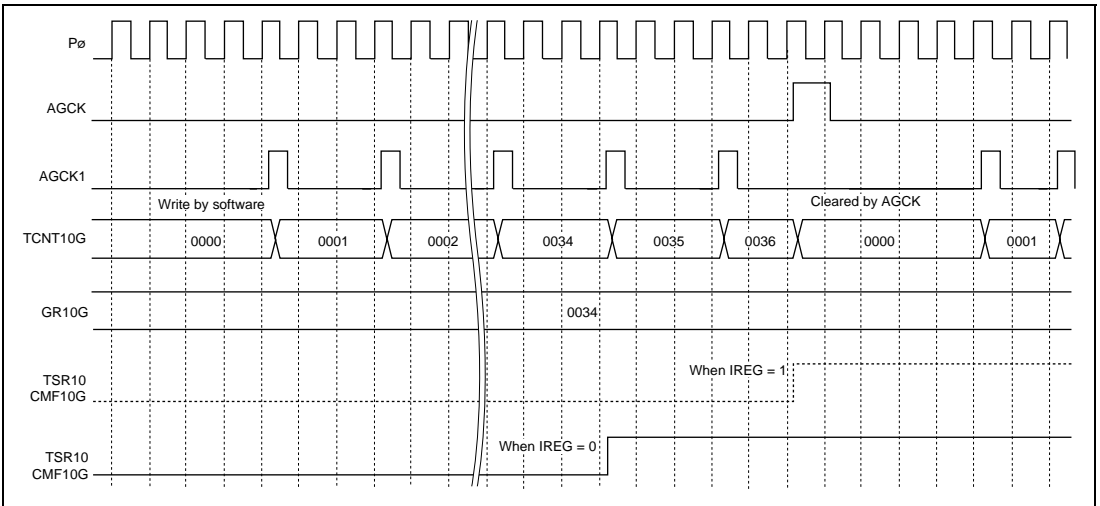 Pø
AGCK
AGCK1
Write by software
Cleared by AGCK
TCNT10G
0000
0001
0002
0034
0035
0036
0000
0001
GR10G
0034
When IREG = 1
TSR10
CMF10G
When IREG = 0
TSR10
CMF10G